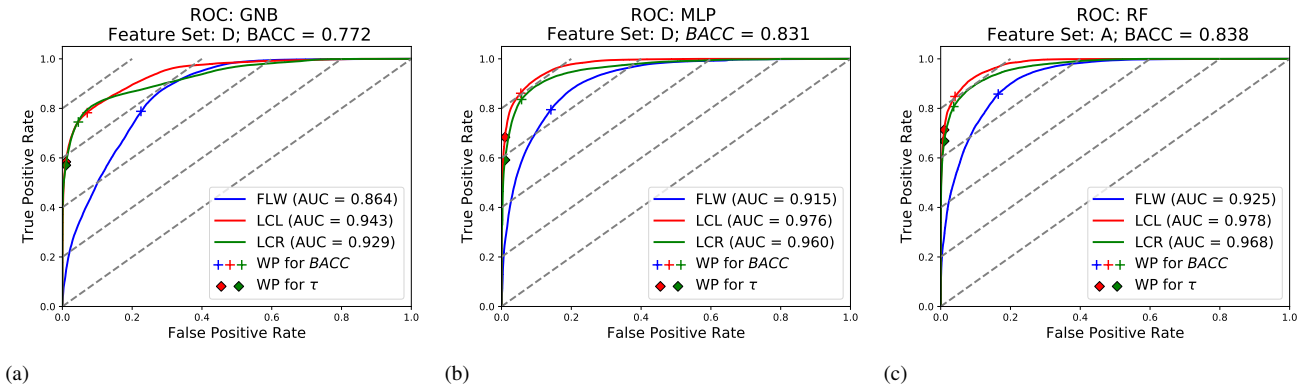 ROC: GNB
Feature Set: D; BACC = 0.772
True Positive Rate
1.0
0.8
0.6
0.4
0.2
0.0
FLW (AUC = 0.864)
LCL (AUC = 0.943)
LCR (AUC = 0.929)
WP for BACC
WP for τ
0.0 0.2 0.4 0.6 0.8 1.0
False Positive Rate
(a)
ROC: MLP
Feature Set: D; BACC = 0.831
True Positive Rate
1.0
0.8
0.6
0.4
0.2
0.0
FLW (AUC = 0.915)
LCL (AUC = 0.976)
LCR (AUC = 0.960)
WP for BACC
WP for τ
0.0 0.2 0.4 0.6 0.8 1.0
False Positive Rate
(b)
ROC: RF
Feature Set: A; BACC = 0.838
True Positive Rate
1.0
0.8
0.6
0.4
0.2
0.0
FLW (AUC = 0.925)
LCL (AUC = 0.978)
LCR (AUC = 0.968)
WP for BACC
WP for τ
0.0 0.2 0.4 0.6 0.8 1.0
False Positive Rate
(c)